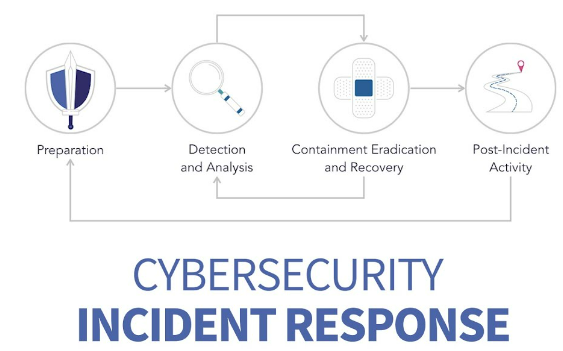 Preparation
Detection
and Analysis
Containment Eradication
and Recovery
Post-Incident
Activity
CYBERSECURITY
INCIDENT RESPONSE